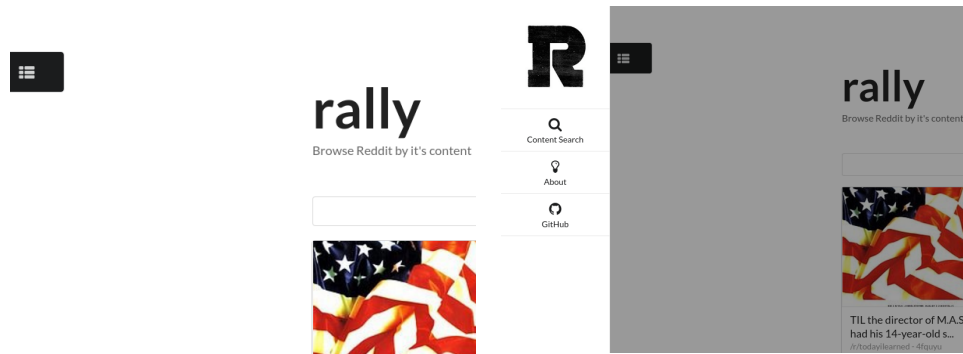 rally
Browse Reddit by it's content
R
Content Search
About
GitHub
rally
Browse Reddit by it's content
TIL the director of M.A.S
had his 14-year-old s...
/r/todayilearned - 4fquyu